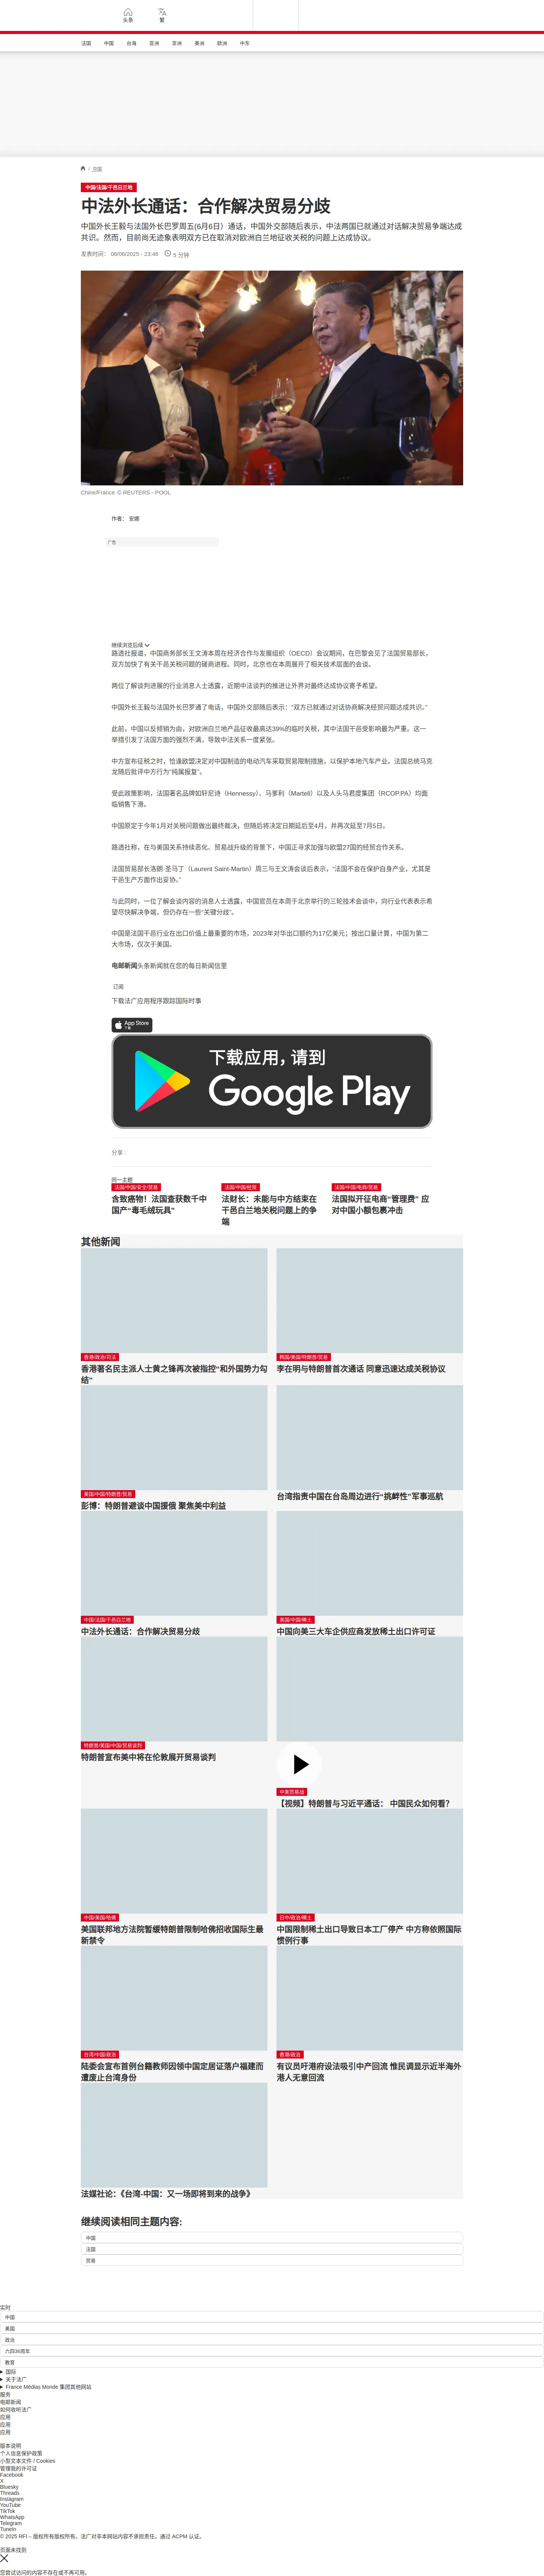 头条
繁
法国
中国
台海
亚洲
非洲
美洲
欧洲
中东
/ 中国
中国/法国/干邑白兰地
中法外长通话：合作解决贸易分歧
中国外长王毅与法国外长巴罗周五(6月6日）通话，中国外交部随后表示，中法两国已就通过对话解决贸易争端达成
共识。然而，目前尚无迹象表明双方已在取消对欧洲白兰地征收关税的问题上达成协议。
发表时间： 06/06/2025 - 23:46
5 分钟
Chine/France © REUTERS - POOL
作者： 安娜
广告
继续浏览后续
路透社报道，中国商务部长王文涛本周在经济合作与发展组织（OECD）会议期间，在巴黎会见了法国贸易部长，
双方加快了有关干邑关税问题的磋商进程。同时，北京也在本周展开了相关技术层面的会谈。
两位了解谈判进展的行业消息人士透露，近期中法谈判的推进让外界对最终达成协议寄予希望。
中国外长王毅与法国外长巴罗通了电话，中国外交部随后表示：“双方已就通过对话协商解决经贸问题达成共识。”
此前，中国以反倾销为由，对欧洲白兰地产品征收最高达39%的临时关税，其中法国干邑受影响最为严重。这一
举措引发了法国方面的强烈不满，导致中法关系一度紧张。
中方宣布征税之时，恰逢欧盟决定对中国制造的电动汽车采取贸易限制措施，以保护本地汽车产业。法国总统马克
龙随后批评中方行为“纯属报复”。
受此政策影响，法国著名品牌如轩尼诗（Hennessy）、马爹利（Martell）以及人头马君度集团（RCOP.PA）均面
临销售下滑。
中国原定于今年1月对关税问题做出最终裁决，但随后将决定日期延后至4月，并再次延至7月5日。
路透社称，在与美国关系持续恶化、贸易战升级的背景下，中国正寻求加强与欧盟27国的经贸合作关系。
法国贸易部长洛朗·圣马丁（Laurent Saint-Martin）周三与王文涛会谈后表示，“法国不会在保护自身产业，尤其是
干邑生产方面作出妥协。”
与此同时，一位了解会谈内容的消息人士透露，中国官员在本周于北京举行的三轮技术会谈中，向行业代表表示希
望尽快解决争端，但仍存在一些“关键分歧”。
中国是法国干邑行业在出口价值上最重要的市场，2023年对华出口额约为17亿美元；按出口量计算，中国为第二
大市场，仅次于美国。
电邮新闻头条新闻就在您的每日新闻信里
订阅
下载法广应用程序跟踪国际时事
App Store
下载应用，请到
Google Play
分享 :
同一主题
法国/中国/安全/贸易
含致癌物！法国查获数千中
国产“毒毛绒玩具”
法国/中国/经贸
法财长：未能与中方结束在
干邑白兰地关税问题上的争
端
法国/中国/电商/贸易
法国拟开征电商“管理费” 应
对中国小额包裹冲击
其他新闻
香港/政治/司法
香港著名民主派人士黄之锋再次被指控“和外国势力勾
结”
韩国/美国/特朗普/贸易
李在明与特朗普首次通话 同意迅速达成关税协议
美国/中国/特朗普/贸易
彭博：特朗普避谈中国援俄 聚焦美中利益
台湾指责中国在台岛周边进行“挑衅性”军事巡航
中国/法国/干邑白兰地
中法外长通话：合作解决贸易分歧
美国/中国/稀土
中国向美三大车企供应商发放稀土出口许可证
特朗普/美国/中国/贸易谈判
特朗普宣布美中将在伦敦展开贸易谈判
中美贸易战
【视频】特朗普与习近平通话： 中国民众如何看？
中国/美国/哈佛
美国联邦地方法院暂缓特朗普限制哈佛招收国际生最
新禁令
日中/政治/稀土
中国限制稀土出口导致日本工厂停产 中方称依照国际
惯例行事
台湾/中国/政治
陆委会宣布首例台籍教师因领中国定居证落户福建而
遭废止台湾身份
香港/政治
有议员吁港府设法吸引中产回流 惟民调显示近半海外
港人无意回流
法媒社论：《台湾-中国：又一场即将到来的战争》
继续阅读相同主题内容:
中国
法国
贸易
实时
中国
美国
政治
六四36周年
教育
国际
关于法广
France Médias Monde 集团其他网站
服务
电邮新闻
如何收听法广
应用
应用
应用
版本说明
个人信息保护政策
小型文本文件 / Cookies
管理我的许可证
Facebook
X
Bluesky
Threads
Instagram
YouTube
TikTok
WhatsApp
Telegram
TuneIn
© 2025 RFI – 版权所有版权所有。法广对非本网站内容不承担责任。通过 ACPM 认证。
页面未找到
您尝试访问的内容不存在或不再可用。